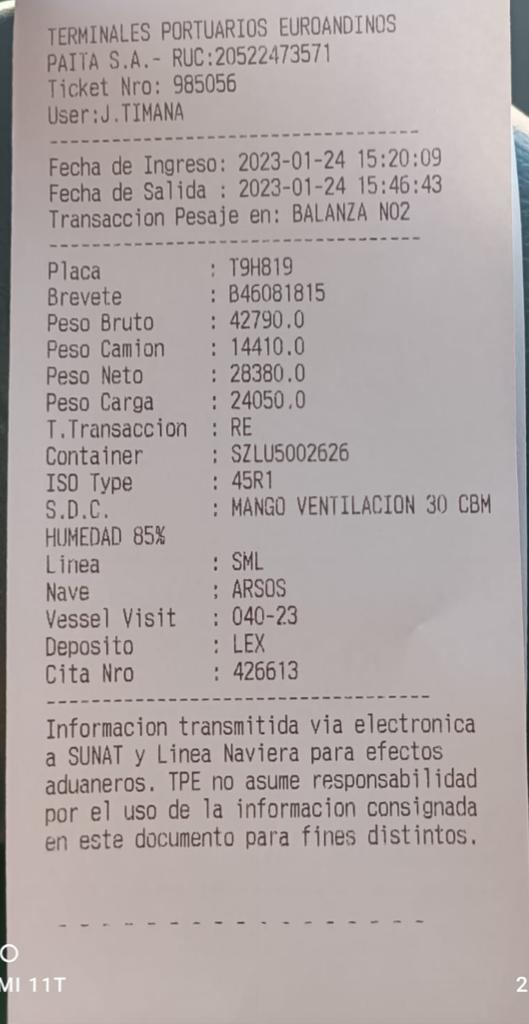 TERMINALES PORTUARIOS EUROANDINOS
PAITA S.A.- RUC:20522473571
Ticket Nro: 985056
User:J.TIMANA
-----------------------------------
Fecha de Ingreso: 2023-01-24 15:20:09
Fecha de Salida : 2023-01-24 15:46:43
Transaccion Pesaje en: BALANZA NO2
-----------------------------------
Placa : T9H819
Brevete : B46081815
Peso Bruto : 42790.0
Peso Camion : 14410.0
Peso Neto : 28380.0
Peso Carga : 24050.0
T.Transaccion : RE
Container : SZLU5002626
ISO Type : 45R1
S.D.C. : MANGO VENTILACION 30 CBM
HUMEDAD 85%
Linea : SML
Nave : ARSOS
Vessel Visit : 040-23
Deposito : LEX
Cita Nro : 426613
-----------------------------------
Informacion transmitida via electronica
a SUNAT y Linea Naviera para efectos
aduaneros. TPE no asume responsabilidad
por el uso de la informacion consignada
en este documento para fines distintos.
- - - - - - - - - - - - - - - - - -
MI 11T
2